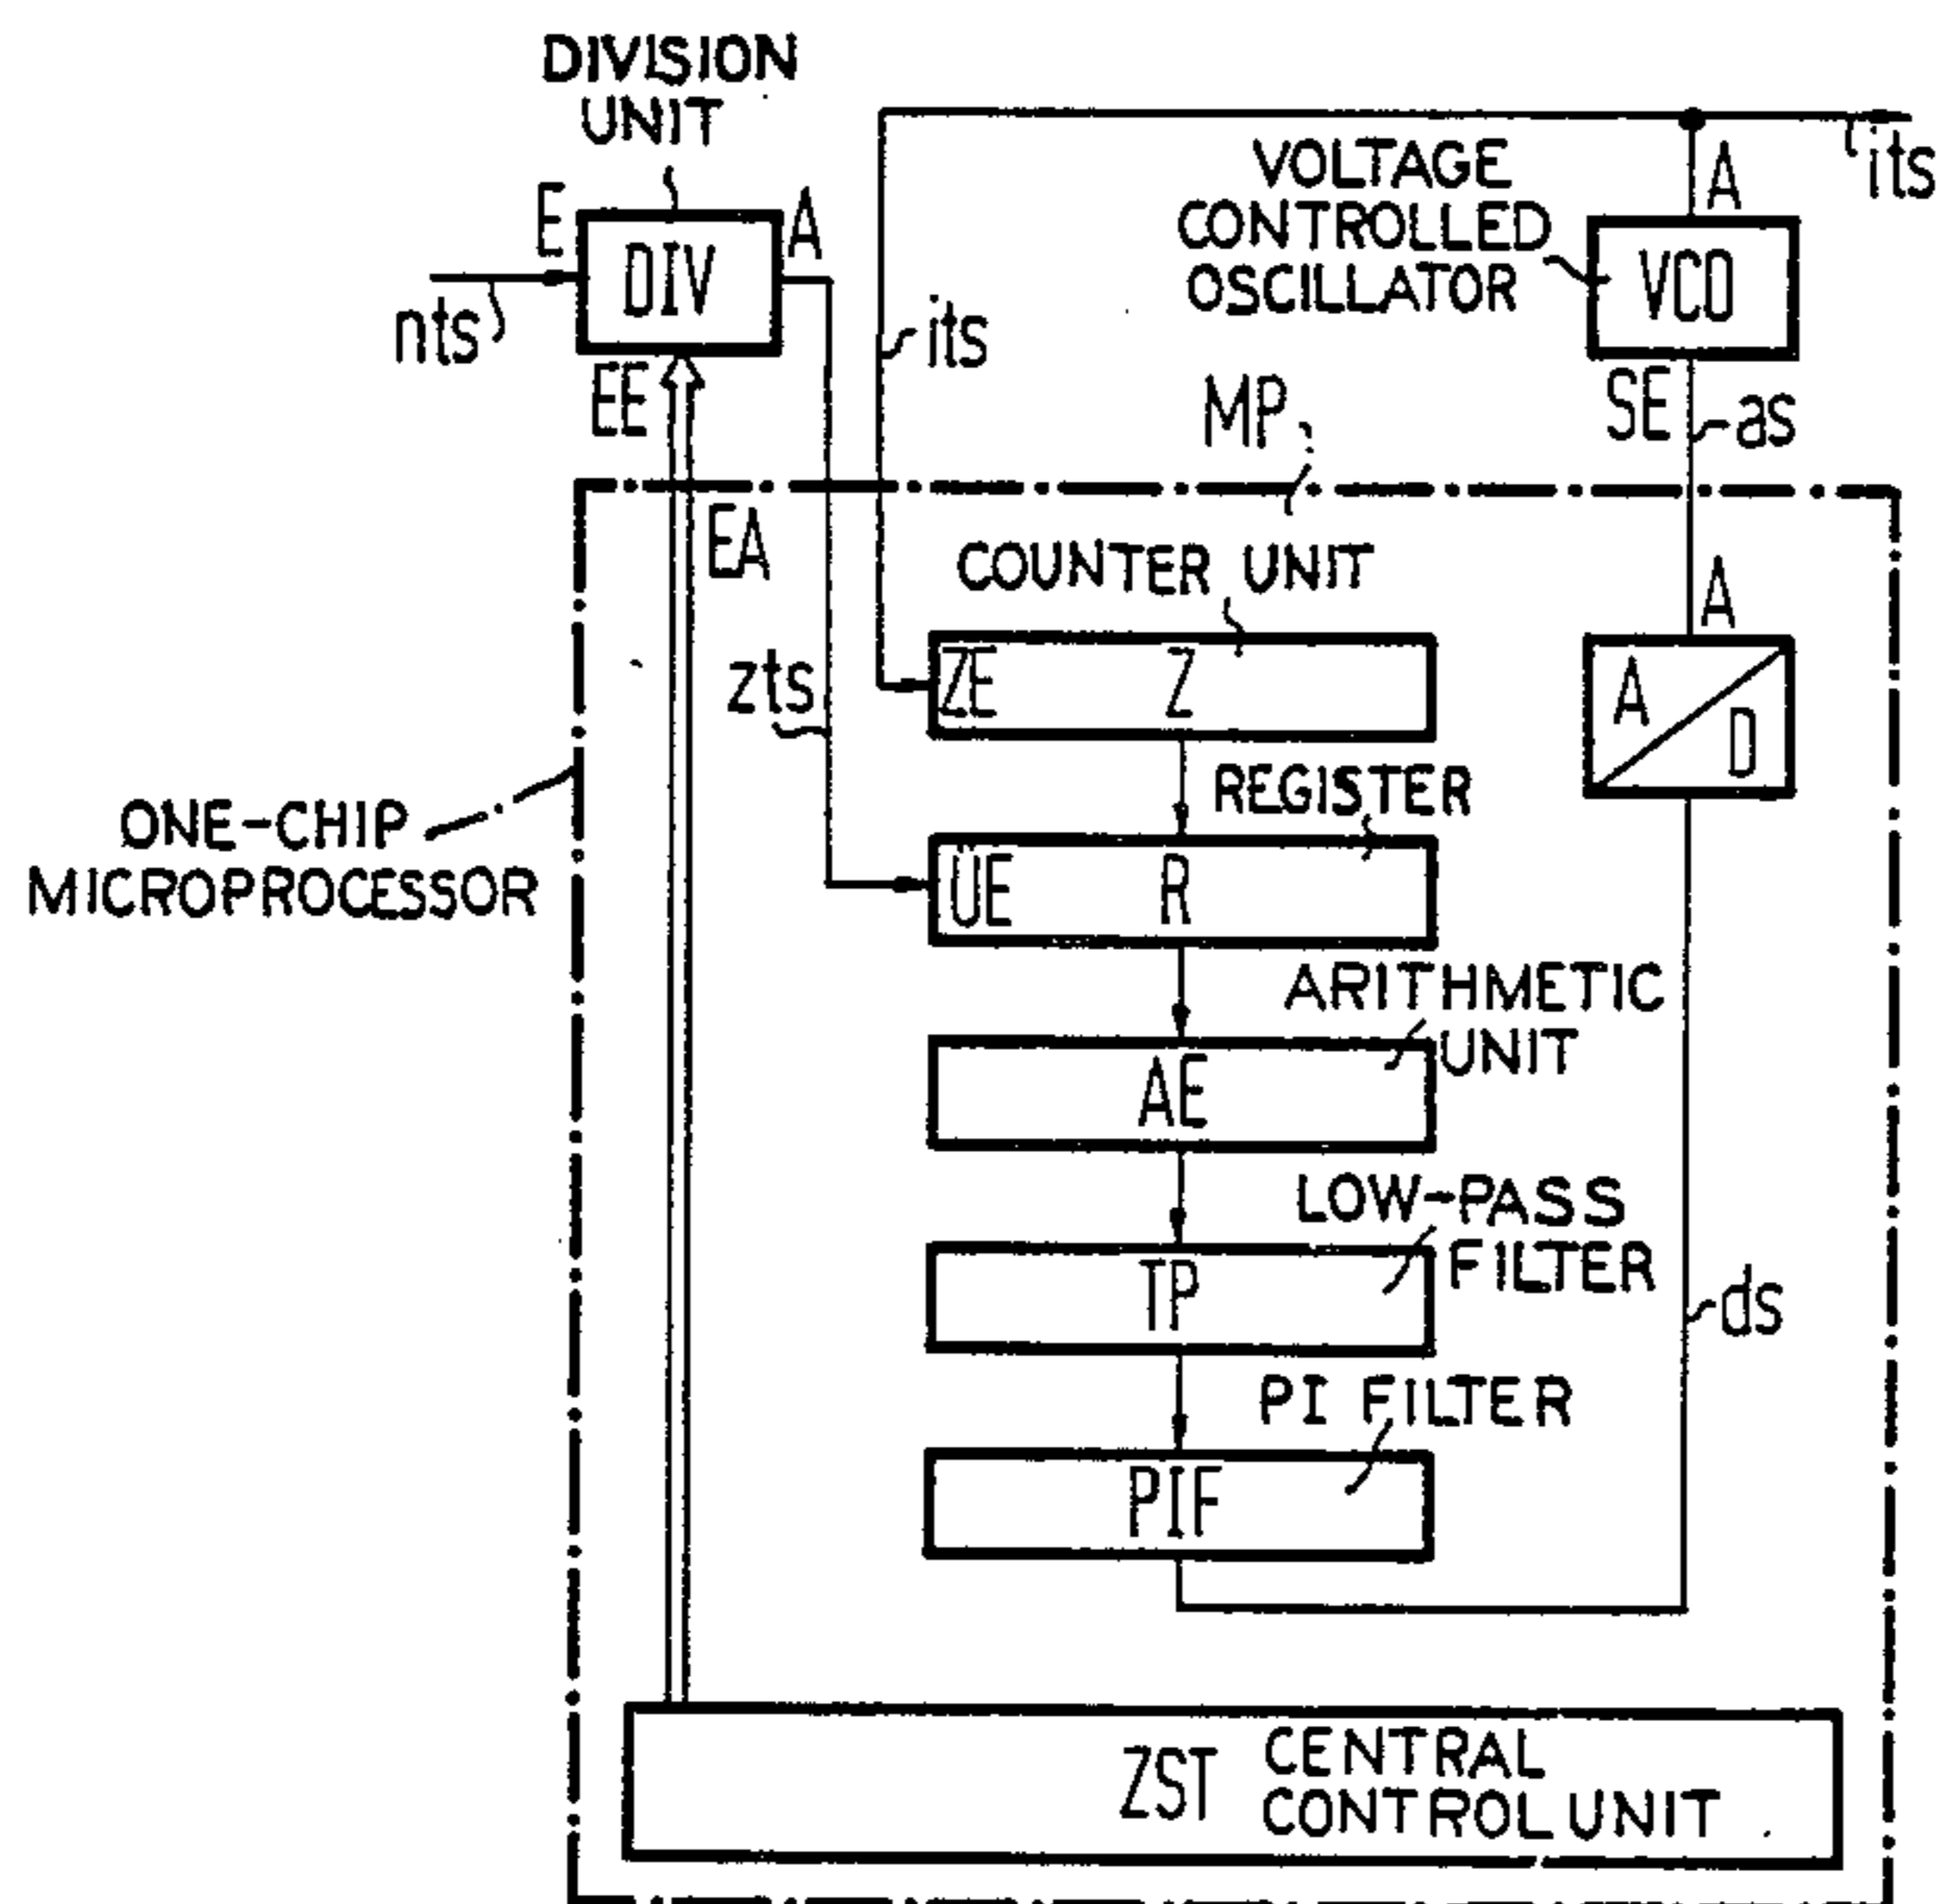 DIVISION
UNIT
E
DIV
A
nts
EE
its
VOLTAGE
CONTROLLED
OSCILLATOR
A
its
VCO
SE
as
MP
EA
COUNTER UNIT
A
ZE
Z
zts
A
D
REGISTER
ONE-CHIP
MICROPROCESSOR
ÜE
R
ARITHMETIC
UNIT
AE
LOW-PASS
FILTER
TP
ds
PI FILTER
PIF
ZST
CENTRAL
CONTROL UNIT